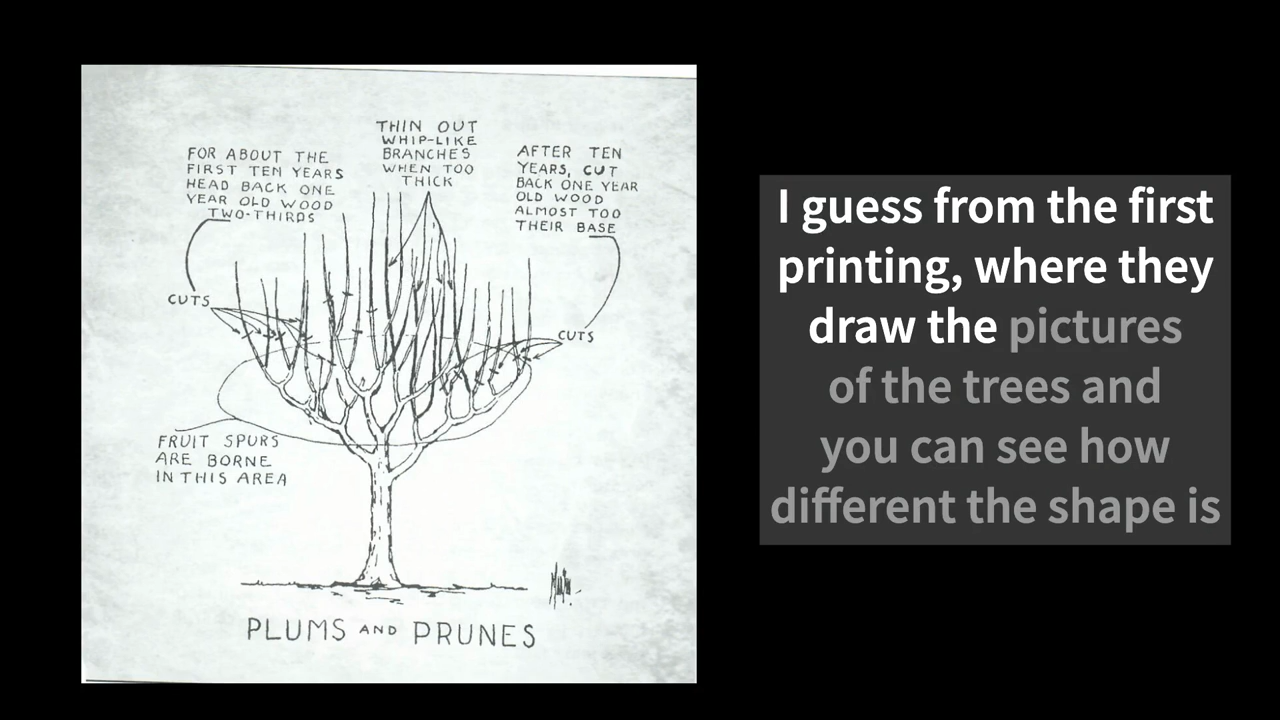 THIN OUT
WHIP-LIKE
BRANCHES
WHEN TOO
THICK
FOR ABOUT THE
FIRST TEN YEARS
HEAD BACK ONE
YEAR OLD WOOD
TWO-THIRDS
AFTER TEN
YEARS, CUT
BACK ONE YEAR
OLD WOOD
ALMOST TOO
THEIR BASE
CUTS
CUTS
FRUIT SPURS
ARE BORNE
IN THIS AREA
PLUMS AND PRUNES
I guess from the first
printing, where they
draw the pictures
of the trees and
you can see how
different the shape is